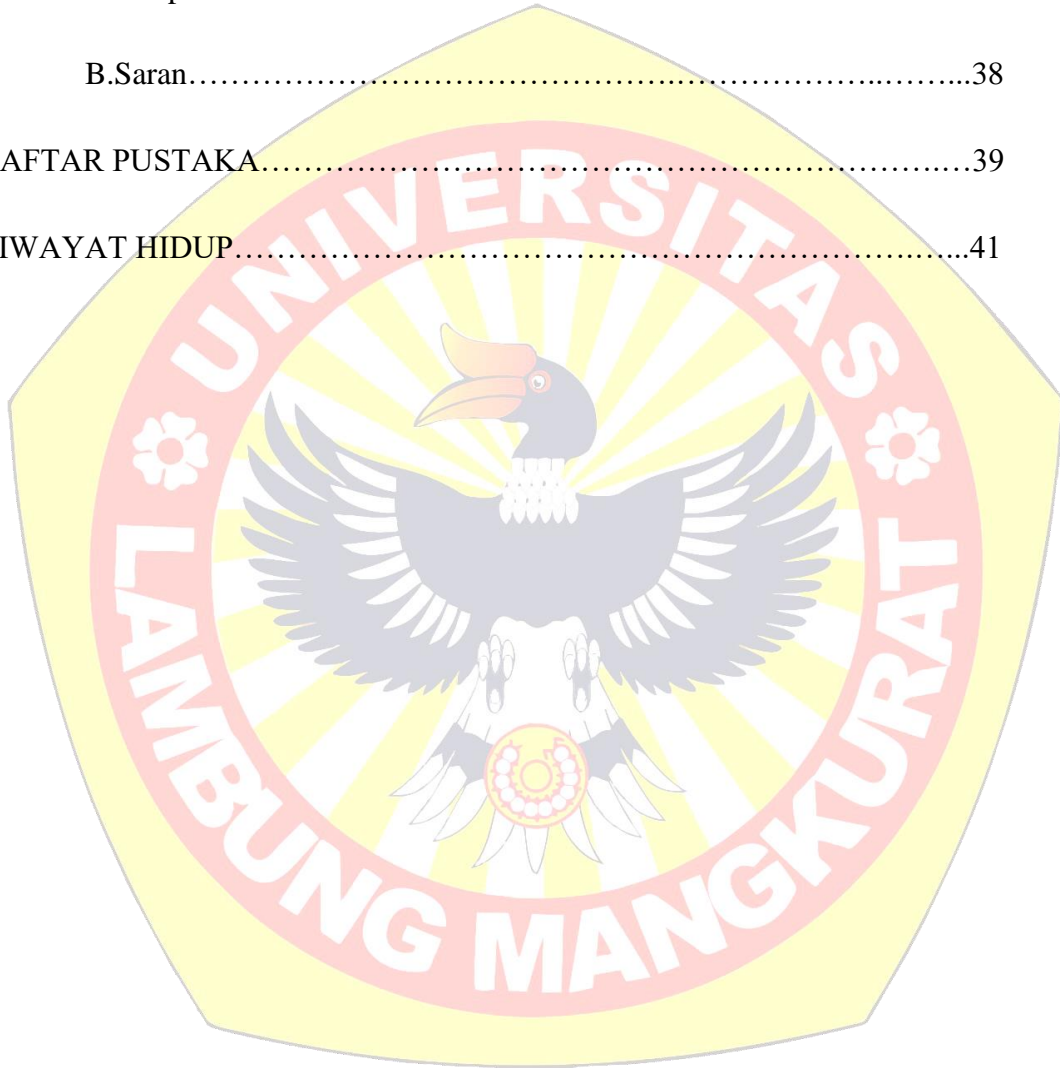 B.Saran……………………………………………….………………..……...38
AFTAR PUSTAKA……………………………………………………….…39
IWAYAT HIDUP……………………………………………………….…...41
UNIVERSITAS
LAMBUNG MANGKURAT